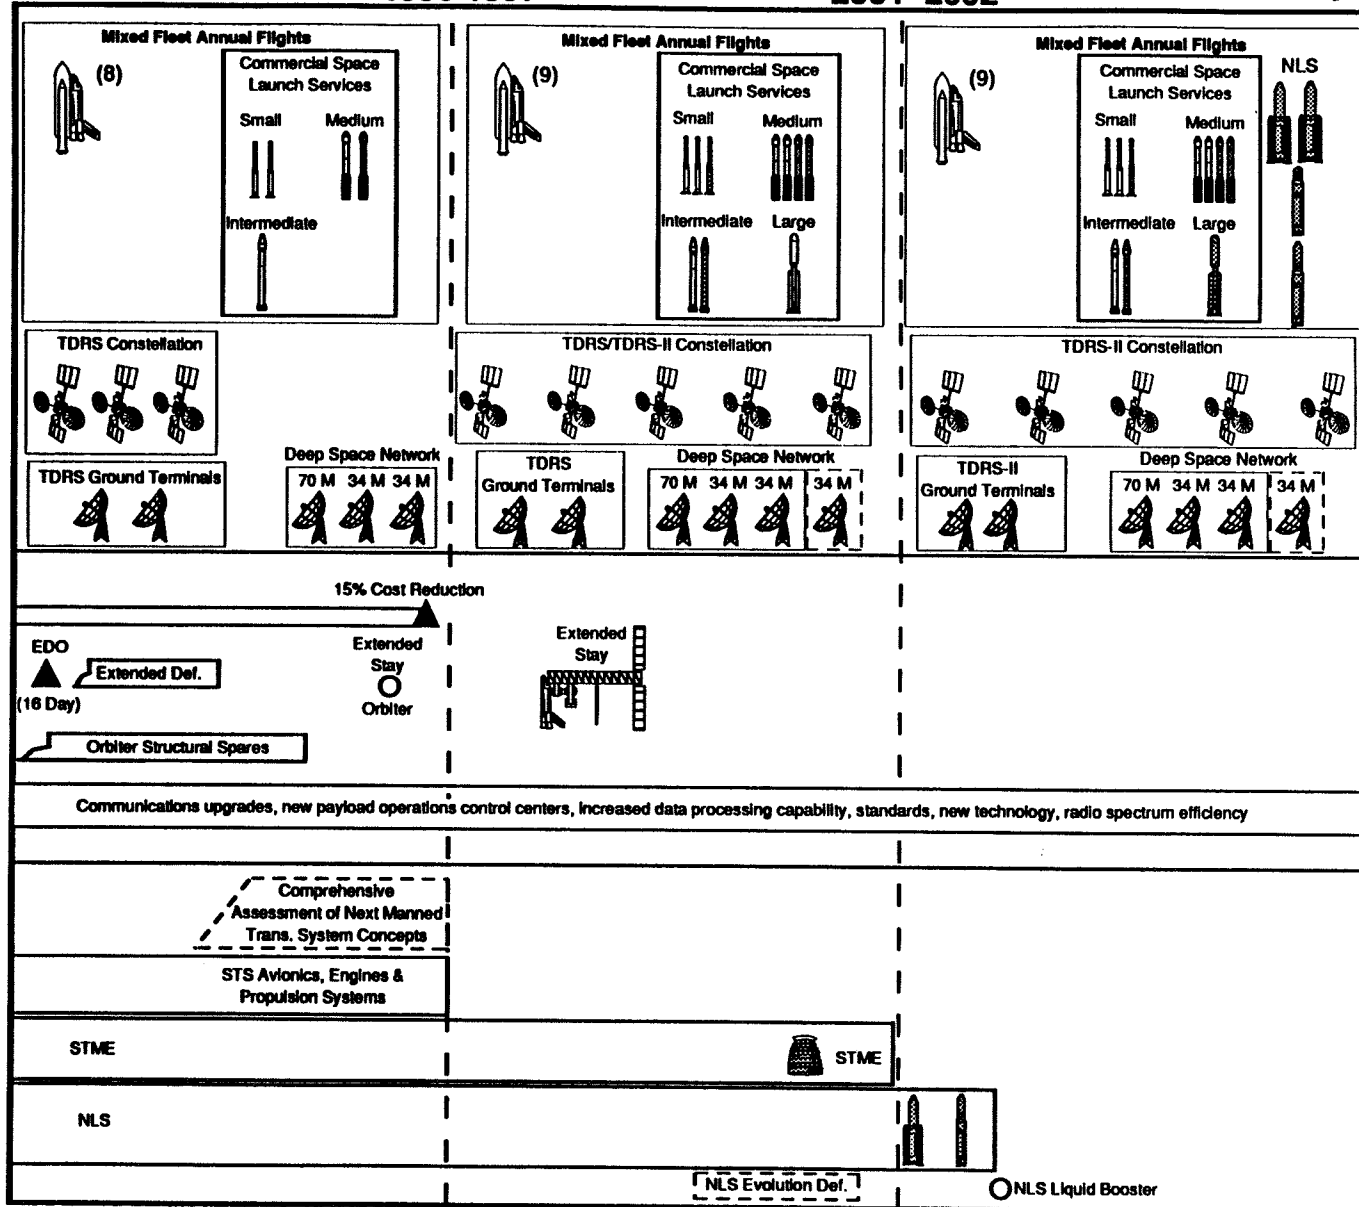 Mixed Fleet Annual Flights
(8)
Commercial Space
Launch Services
Small Medium
Intermediate
Mixed Fleet Annual Flights
(9)
Commercial Space
Launch Services
Small Medium
Intermediate Large
Mixed Fleet Annual Flights
(9)
Commercial Space
Launch Services
Small Medium
Intermediate Large
NLS
TDRS Constellation
TDRS/TDRS-II Constellation
TDRS-II Constellation
TDRS Ground Terminals
Deep Space Network
70 M 34 M 34 M
TDRS
Ground Terminals
Deep Space Network
70 M 34 M 34 M 34 M
TDRS-II
Ground Terminals
Deep Space Network
70 M 34 M 34 M 34 M
15% Cost Reduction
EDO
(16 Day)
Extended Def.
Extended
Stay
Orbiter
Extended
Stay
Orbiter Structural Spares
Communications upgrades, new payload operations control centers, increased data processing capability, standards, new technology, radio spectrum efficiency
Comprehensive
Assessment of Next Manned
Trans. System Concepts
STS Avionics, Engines &
Propulsion Systems
STME
STME
NLS
NLS Evolution Def.
NLS Liquid Booster